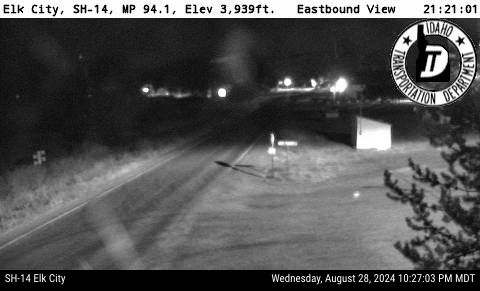 Elk City, SH-14, MP 94.1, Elev 3,939ft. Eastbound View 21:21:01
IDAHO
TRANSPORTATION DEPARTMENT
SH-14 Elk City Wednesday, August 28, 2024 10:27:03 PM MDT